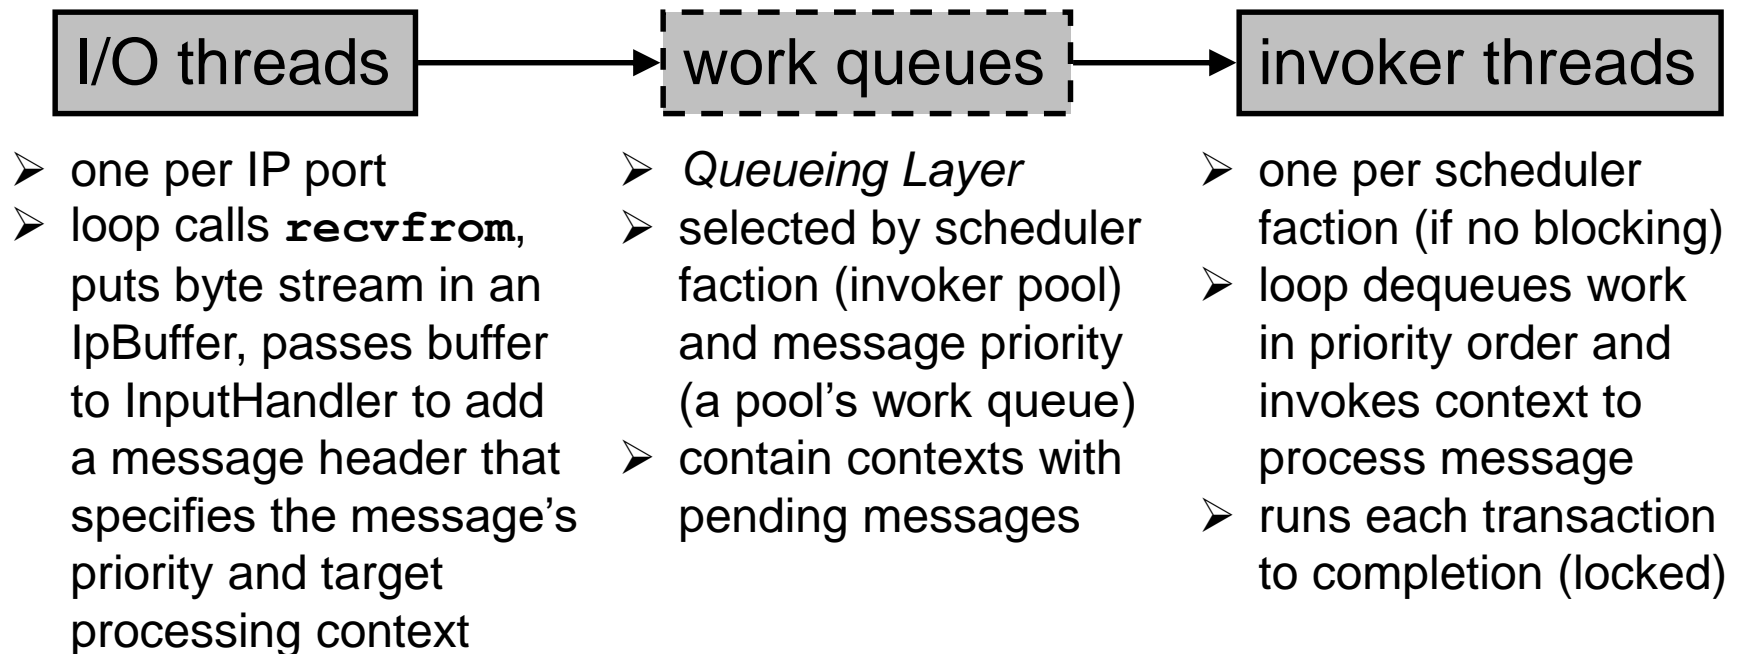 I/O threads
work queues
invoker threads
➢ one per IP port
➢ loop calls recvfrom,
puts byte stream in an
IpBuffer, passes buffer
to InputHandler to add
a message header that
specifies the message's
priority and target
processing context
➢ Queueing Layer
➢ selected by scheduler
faction (invoker pool)
and message priority
(a pool's work queue)
➢ contain contexts with
pending messages
➢ one per scheduler
faction (if no blocking)
➢ loop dequeues work
in priority order and
invokes context to
process message
➢ runs each transaction
to completion (locked)